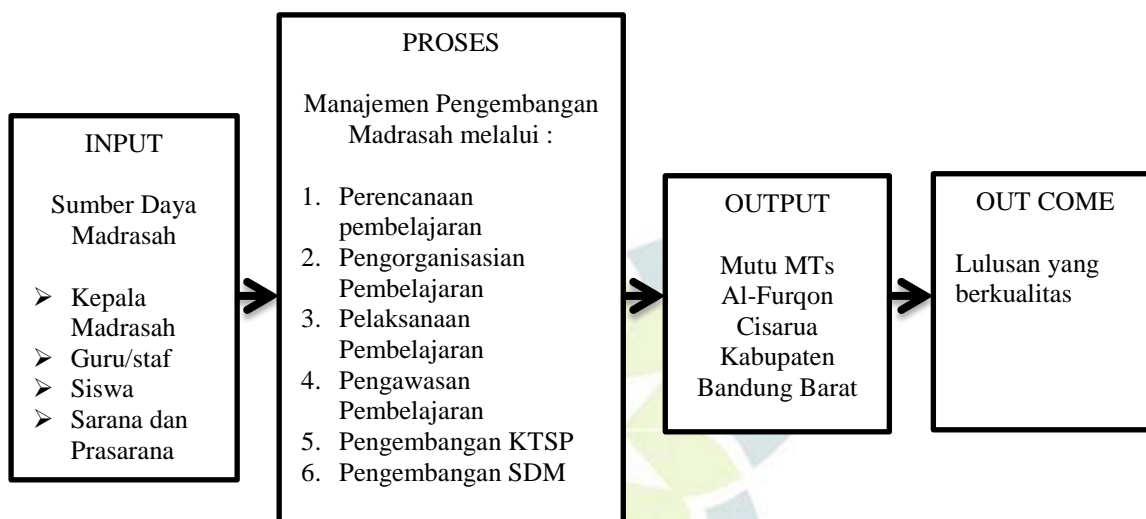 INPUT
Sumber Daya
Madrasah
➢ Kepala
Madrasah
➢ Guru/staf
➢ Siswa
➢ Sarana dan
Prasarana
PROSES
Manajemen Pengembangan
Madrasah melalui :
1. Perencanaan
pembelajaran
2. Pengorganisasian
Pembelajaran
3. Pelaksanaan
Pembelajaran
4. Pengawasan
Pembelajaran
5. Pengembangan KTSP
6. Pengembangan SDM
OUTPUT
Mutu MTs
Al-Furqon
Cisarua
Kabupaten
Bandung Barat
OUT COME
Lulusan yang
berkualitas